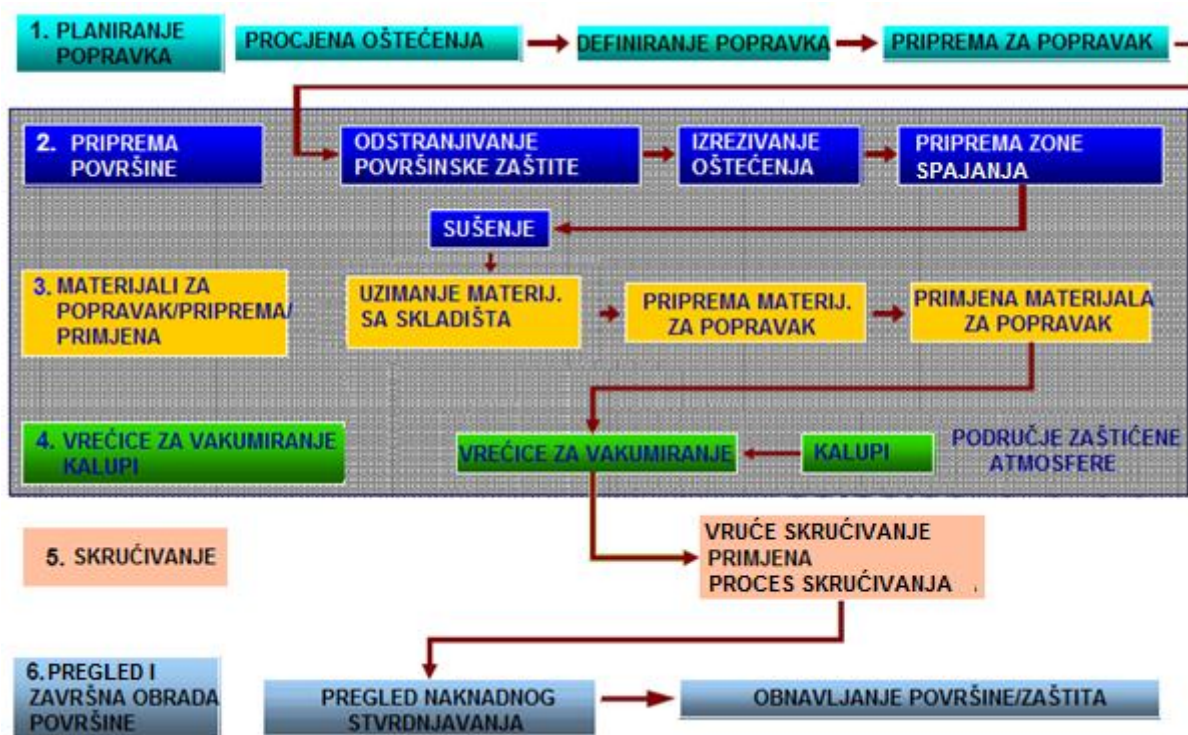 1. PLANIRANJE
POPRAVKA
PROCJENA OŠTEĆENJA
DEFINIRANJE POPRAVKA
PRIPREMA ZA POPRAVAK
2. PRIPREMA
POVRŠINE
ODSTRANJIVANJE
POVRŠINSKE ZAŠTITE
IZREZIVANJE
OŠTEĆENJA
PRIPREMA ZONE
SPAJANJA
SUŠENJE
3. MATERIJALI ZA
POPRAVAK/PRIPREMA/
PRIMJENA
UZIMANJE MATERIJ.
SA SKLADIŠTA
PRIPREMA MATERIJ.
ZA POPRAVAK
PRIMJENA MATERIJALA
ZA POPRAVAK
4. VREĆICE ZA VAKUMIRANJE
KALUPI
VREĆICE ZA VAKUMIRANJE
KALUPI
PODRUČJE ZAŠTIĆENE
ATMOSFERE
5. SKRUĆIVANJE
VRUĆE SKRUĆIVANJE
PRIMJENA
PROCES SKRUĆIVANJA .
6. PREGLED I
ZAVRŠNA OBRADA
POVRŠINE
PREGLED NAKNADNOG
STVRDNJAVANJA
OBNAVLJANJE POVRŠINE/ZAŠTITA